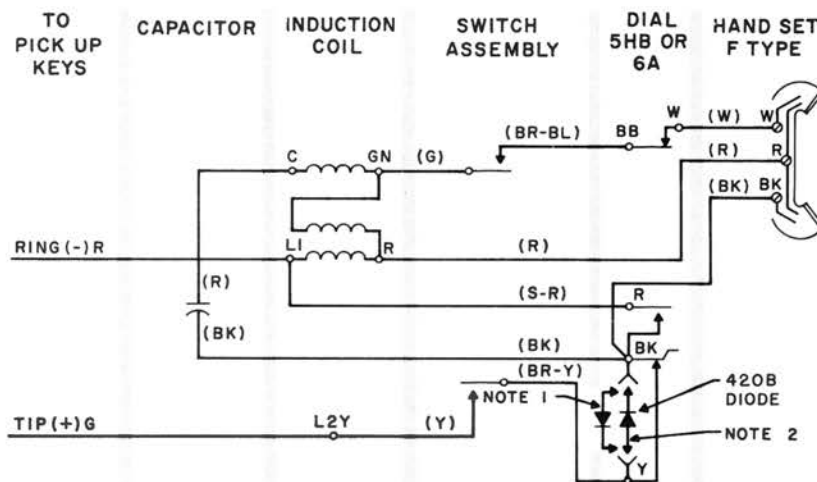 TO
PICK UP
KEYS
CAPACITOR
INDUCTION
COIL
SWITCH
ASSEMBLY
DIAL
5HB OR
6A
HAND SET
F TYPE
C
GN
(G)
(BR-BL)
BB
W
(W)
W
(R)
R
(BK)
BK
RING(-)R
LI
R
(R)
(R)
(S-R)
R
(BK)
(BK)
BK
(BR-Y)
NOTE 1
420B
DIODE
NOTE 2
TIP(+)G
L2Y
(Y)
Y